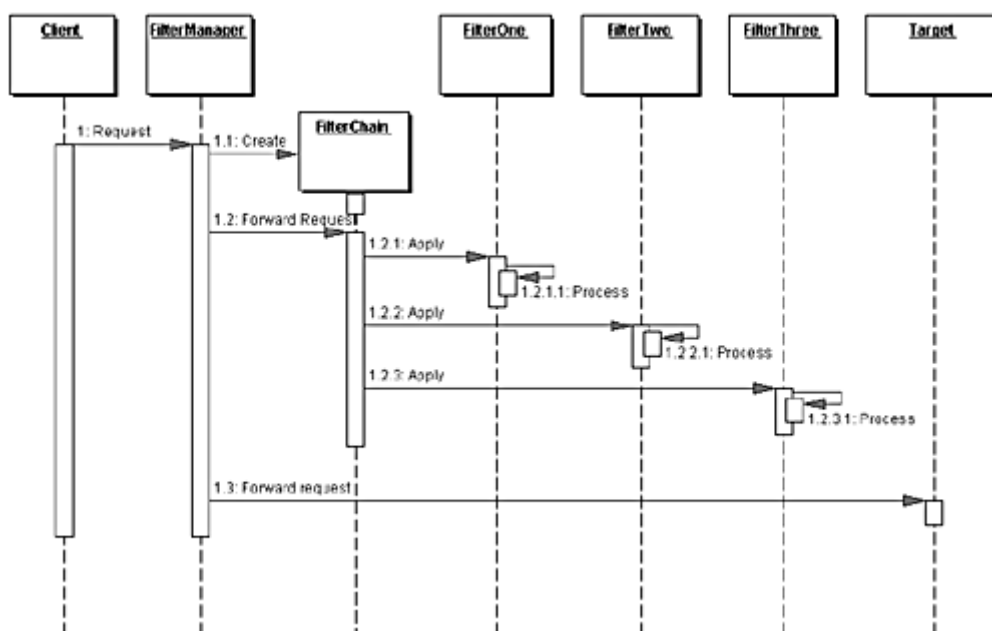 Client
FilterManager
FilterOne
FilterTwo
FilterThree
Target
FilterChain
1: Request
1.1: Create
1.2: Forward Request
1.2.1: Apply
1.2.1.1: Process
1.2.2: Apply
1.2.2.1: Process
1.2.3: Apply
1.2.3.1: Process
1.3: Forward request